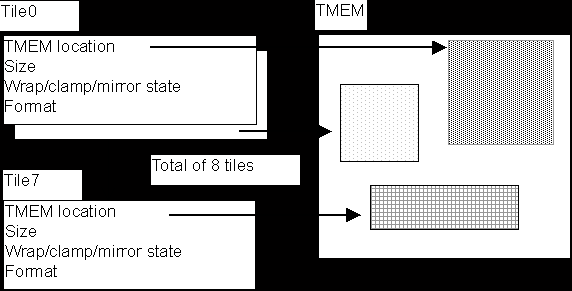 Tile0
TMEM
TMEM location
Size
Wrap/clamp/mirror state
Format
Total of 8 tiles
Tile7
TMEM location
Size
Wrap/clamp/mirror state
Format